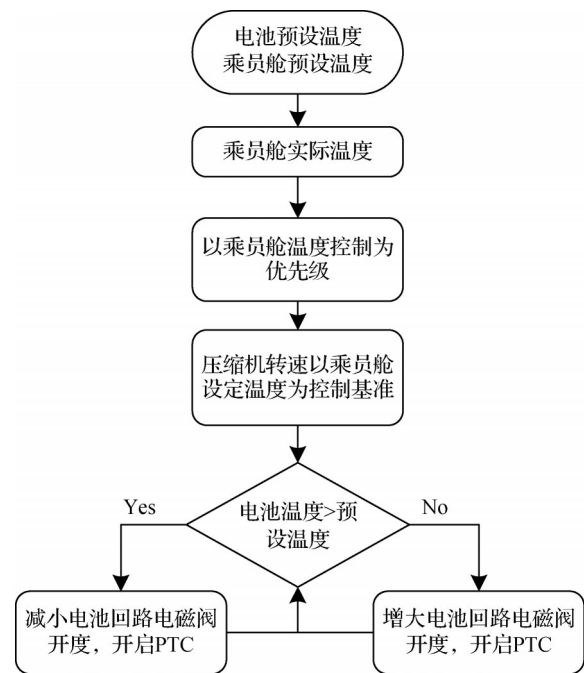 电池预设温度
乘员舱预设温度
乘员舱实际温度
以乘员舱温度控制为
优先级
压缩机转速以乘员舱
设定温度为控制基准
Yes
电池温度>预
设温度
No
减小电池回路电磁阀
开度，开启PTC
增大电池回路电磁阀
开度，开启PTC